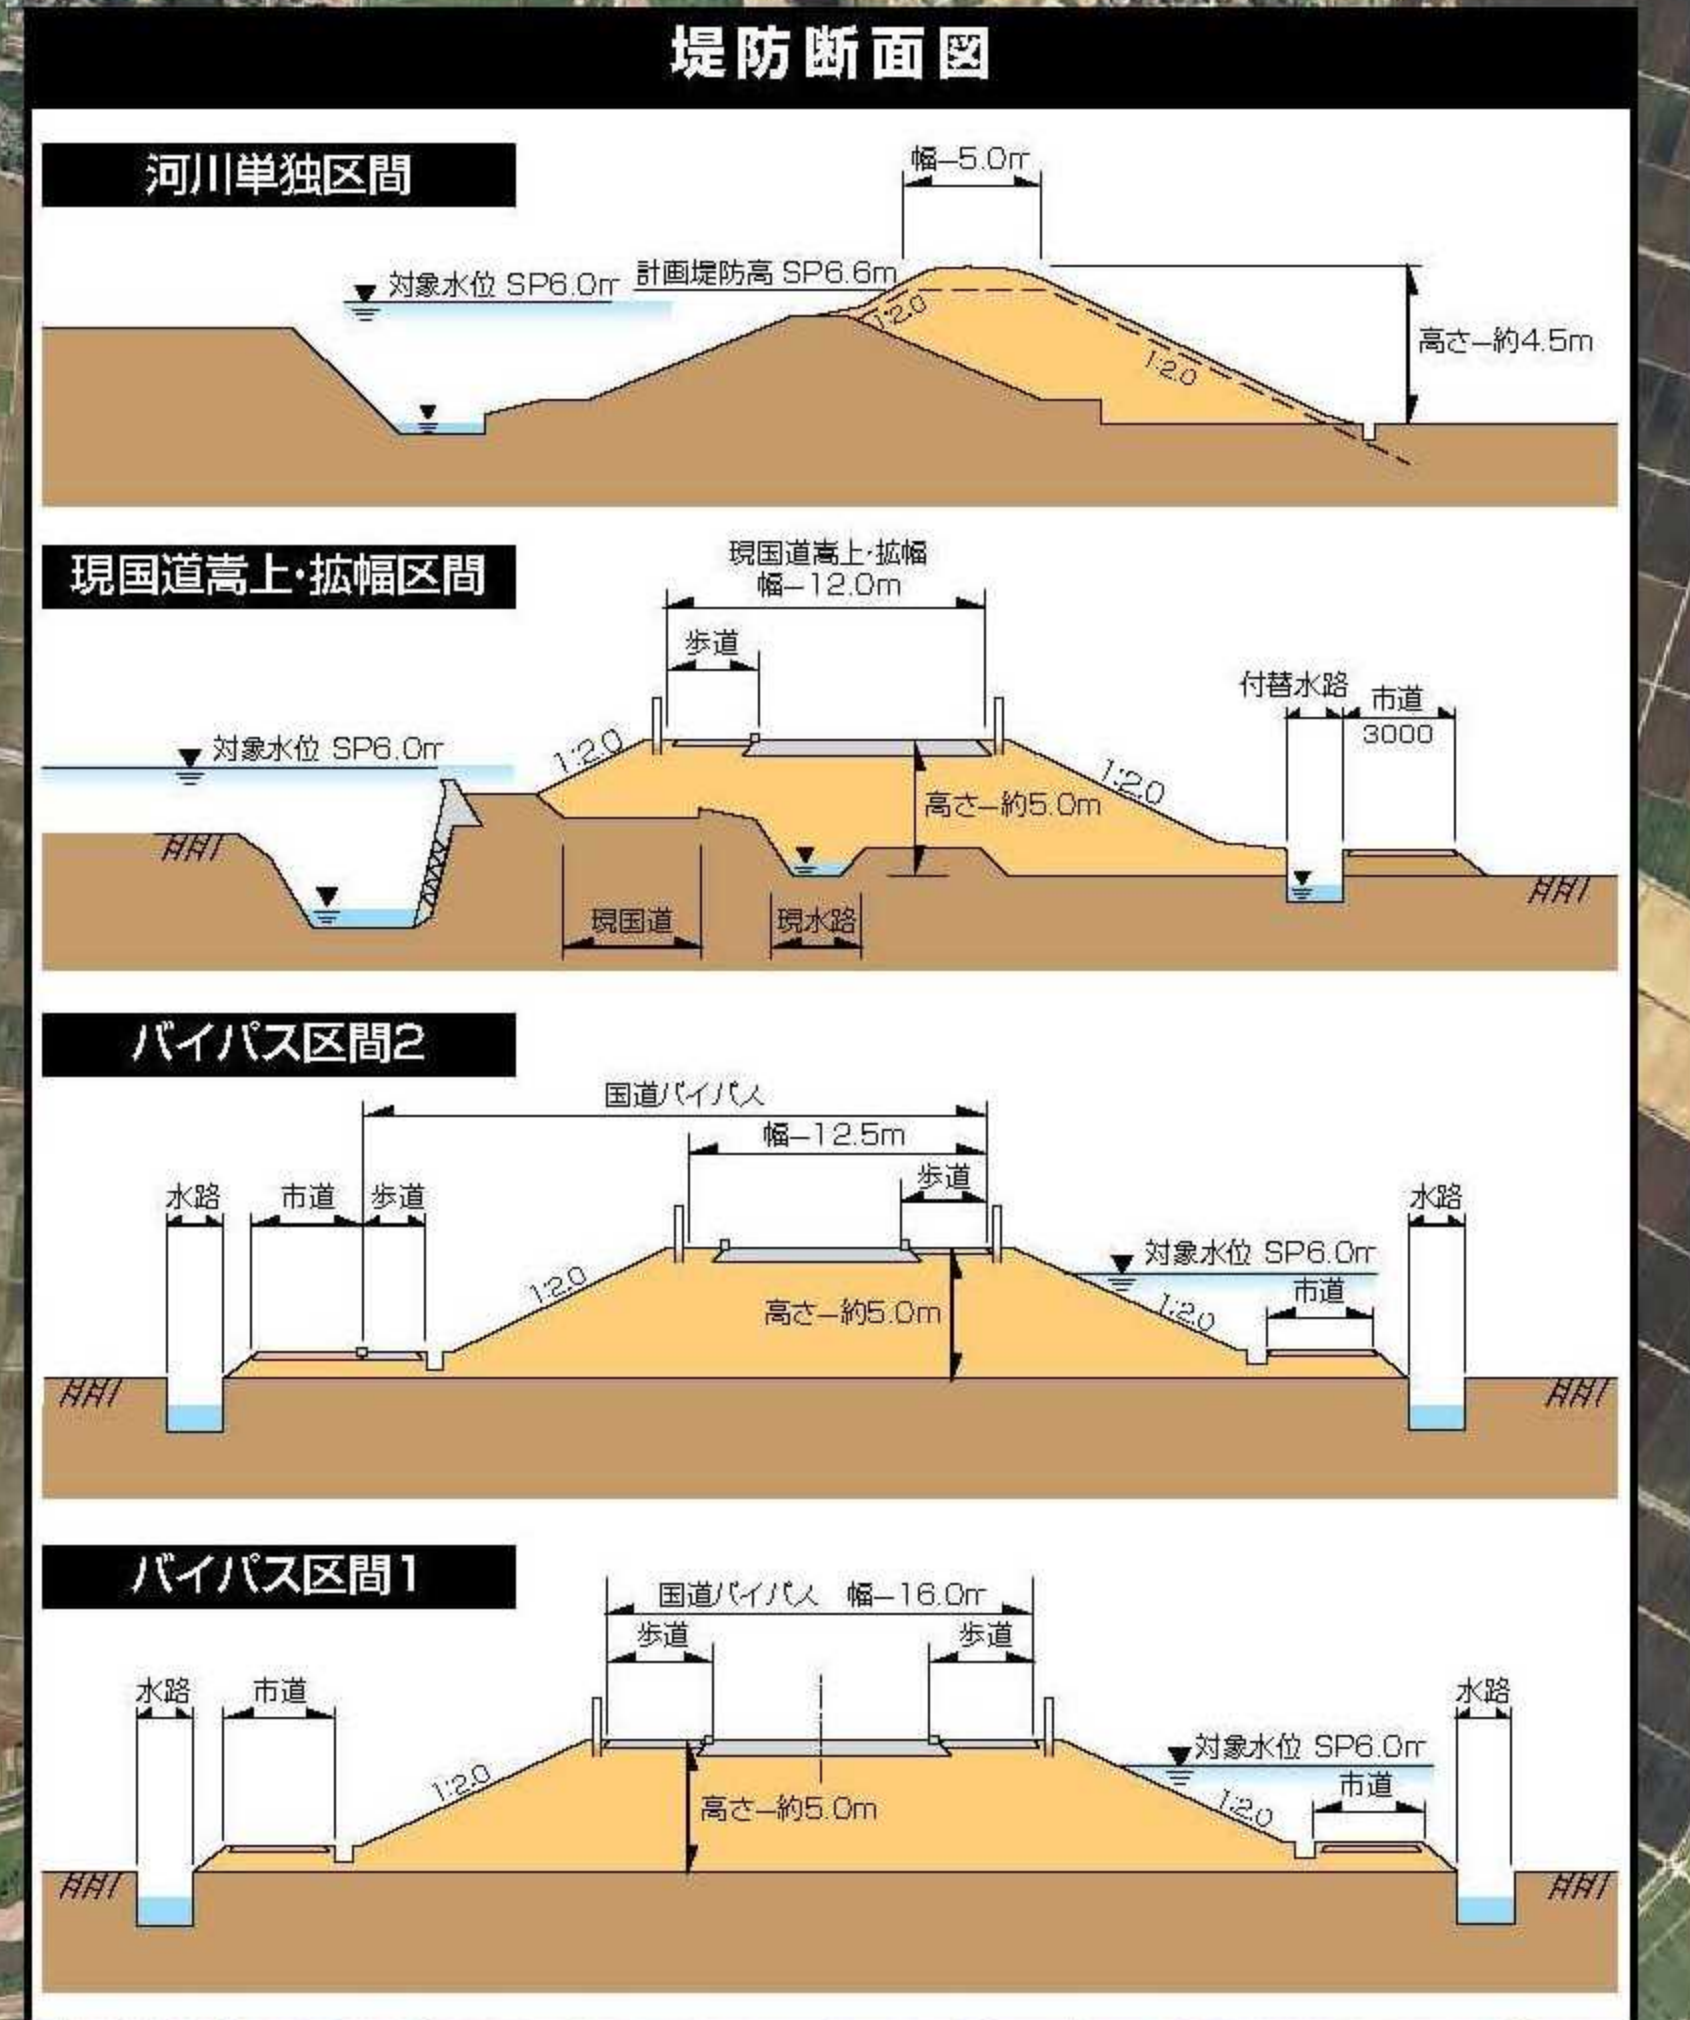 堤防断面図
河川単独区間
幅–5.0m
対象水位 SP6.0m
計画堤防高 SP6.6m
1:2.0
1:2.0
高さ–約4.5m
現国道嵩上・拡幅区間
現国道嵩上・拡幅
幅–12.0m
歩道
付替水路
市道
3000
対象水位 SP6.0m
1:2.0
1:2.0
高さ–約5.0m
現国道
現水路
バイパス区間2
国道バイパス
幅–12.5m
歩道
水路
市道
歩道
水路
対象水位 SP6.0m
1:2.0
市道
高さ–約5.0m
1:2.0
バイパス区間1
国道バイパス 幅–16.0m
歩道
歩道
水路
市道
水路
対象水位 SP6.0m
1:2.0
市道
高さ–約5.0m
1:2.0